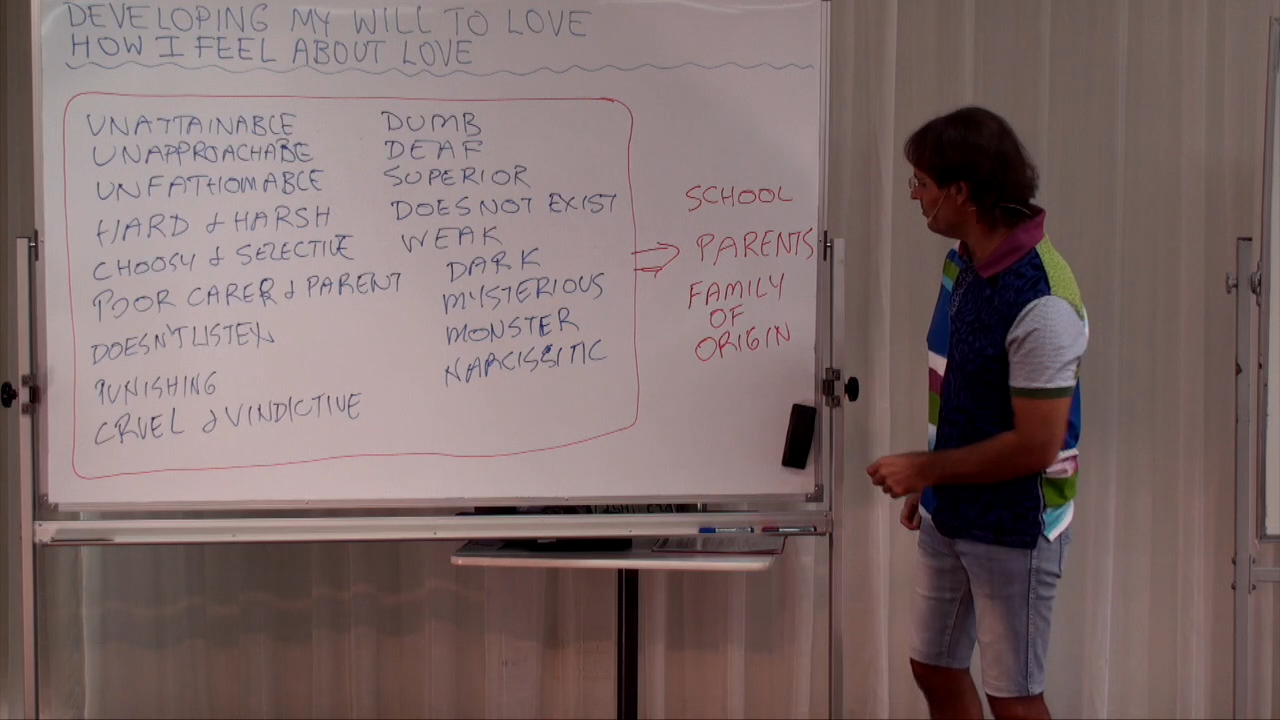 DEVELOPING MY WILL TO LOVE
HOW I FEEL ABOUT LOVE
UNATTAINABLE
UNAPPROACHABE
UNFATHOMABLE
HARD & HARSH
CHOOSY & SELECTIVE
POOR CARER & PARENT
DOESN'T LISTEN
PUNISHING
CRUEL & VINDICTIVE
DUMB
DEAF
SUPERIOR
DOES NOT EXIST
WEAK
DARK
MYSTERIOUS
MONSTER
NARCISSITIC
SCHOOL
PARENTS
FAMILY
OF
ORIGIN